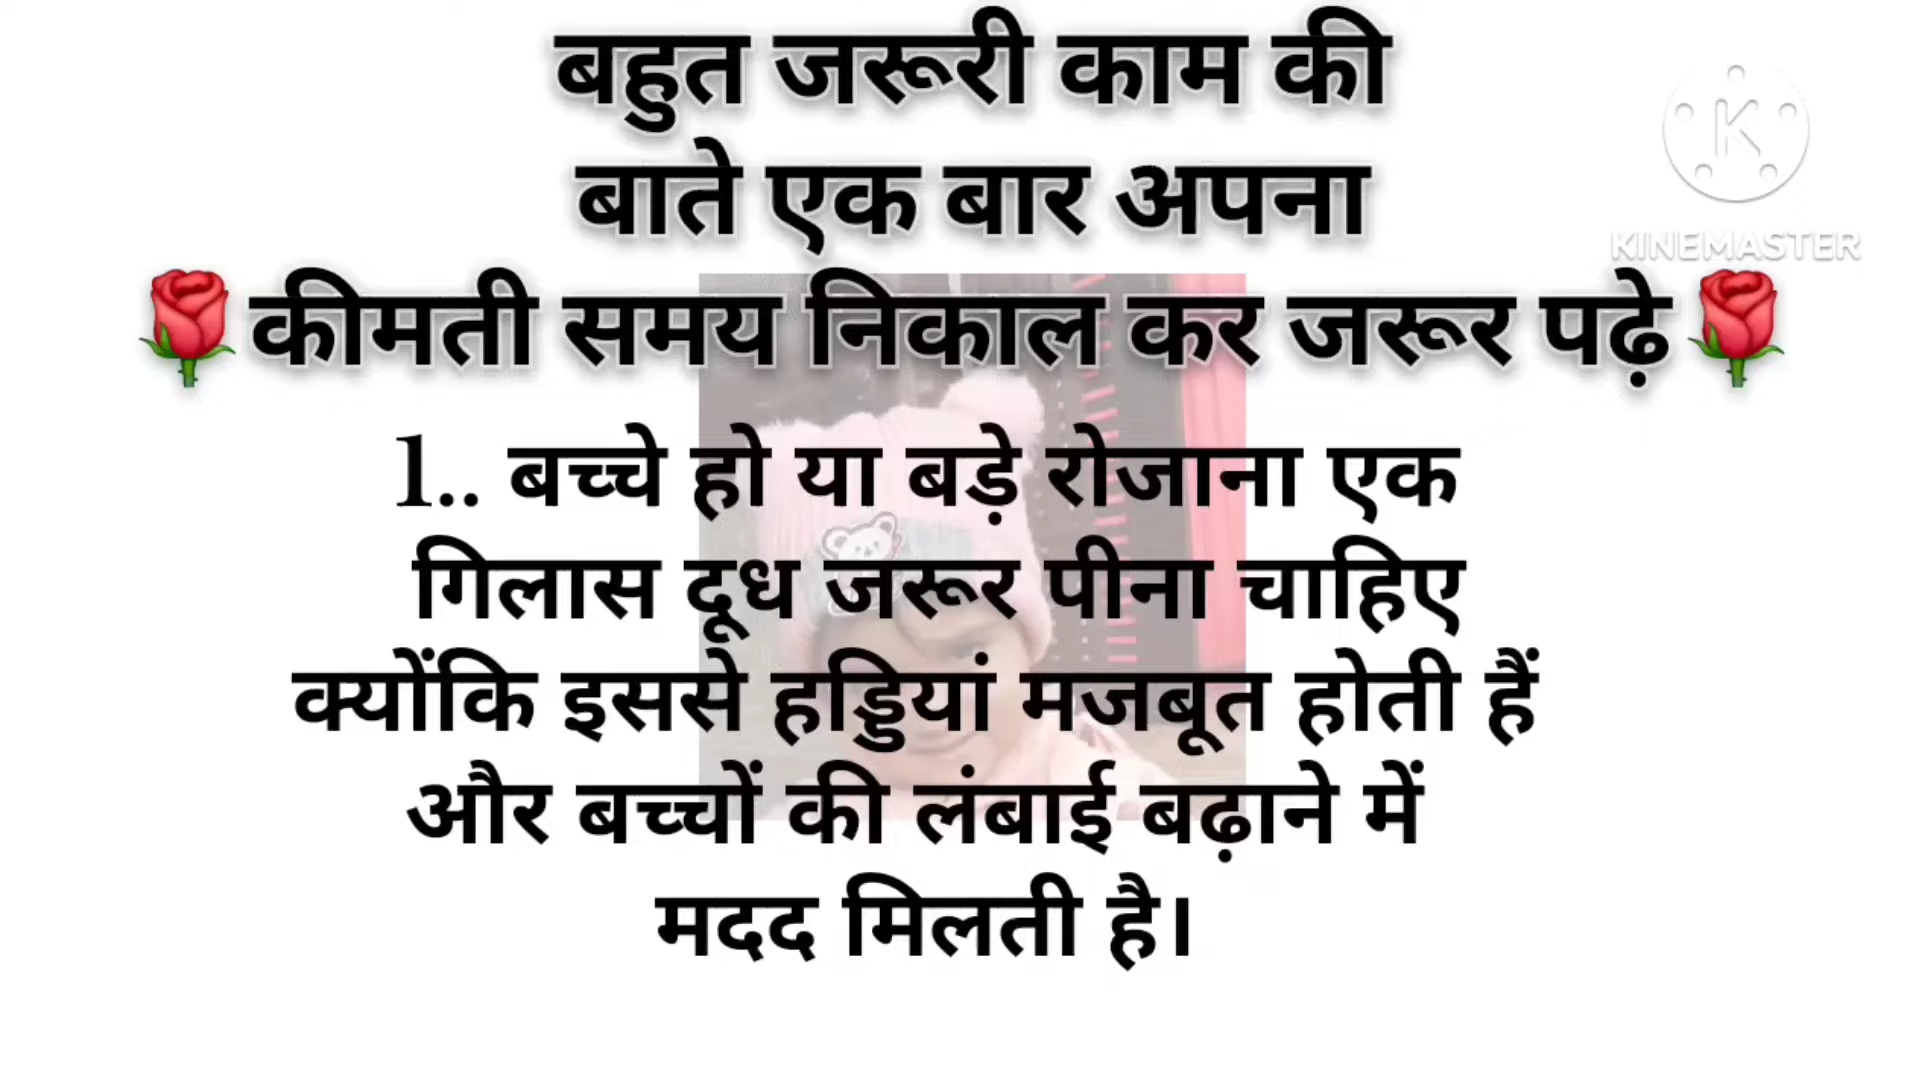 बहुत जरूरी काम की
बाते एक बार अपना
🌹कीमती समय निकाल कर जरूर पढ़े🌹
1.. बच्चे हो या बड़े रोजाना एक
गिलास दूध जरूर पीना चाहिए
क्योंकि इससे हड्डियां मजबूत होती हैं
और बच्चों की लंबाई बढ़ाने में
मदद मिलती है।
K
KINEMASTER